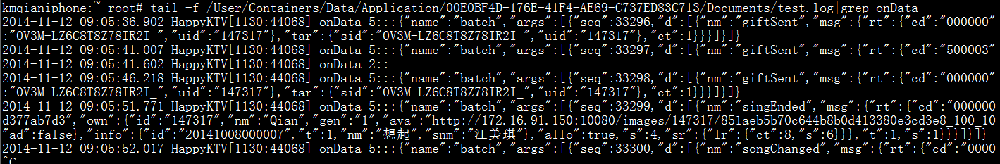 kmqianiphone:~ root# tail -f /User/Containers/Data/Application/00E0BF4D-176E-41F4-AE69-C737ED83C713/Documents/test.log|grep onData
2014-11-12 09:05:36.902 HappyKTV[1130:44068] onData 5:::{"name":"batch","args":[{"seq":33296,"d":[{"nm":"giftSent","msg":{"rt":{"cd":"000000"
:"0V3M-LZ6C8T8Z78IR2I_","uid":"147317"},"tar":{"sid":"0V3M-LZ6C8T8Z78IR2I_","uid":"147317"},"ct":1}}}]}]}
2014-11-12 09:05:41.007 HappyKTV[1130:44068] onData 5:::{"name":"batch","args":[{"seq":33297,"d":[{"nm":"giftSent","msg":{"rt":{"cd":"500003"
2014-11-12 09:05:41.602 HappyKTV[1130:44068] onData 2::
2014-11-12 09:05:46.218 HappyKTV[1130:44068] onData 5:::{"name":"batch","args":[{"seq":33298,"d":[{"nm":"giftSent","msg":{"rt":{"cd":"000000"
:"0V3M-LZ6C8T8Z78IR2I_","uid":"147317"},"tar":{"sid":"0V3M-LZ6C8T8Z78IR2I_","uid":"147317"},"ct":1}}}]}]}
2014-11-12 09:05:51.771 HappyKTV[1130:44068] onData 5:::{"name":"batch","args":[{"seq":33299,"d":[{"nm":"singEnded","msg":{"rt":{"cd":"000000
d377ab7d3","own":{"id":"147317","nm":"Qian","gen":"1","ava":"http://172.16.91.150:10080/images/147317/851aeb5b70c644b8b0d413380e3cd3e8_100_10
"ad":false},"info":{"id":"20141008000007","t":1,"nm":"想起","snm":"江美琪"},"allo":true,"s":4,"sr":{"lr":{"ct":8,"s":6}}},"t":1,"s":1}}}]}]}
2014-11-12 09:05:52.017 HappyKTV[1130:44068] onData 5:::{"name":"batch","args":[{"seq":33300,"d":[{"nm":"songChanged","msg":{"rt":{"cd":"0000
^C